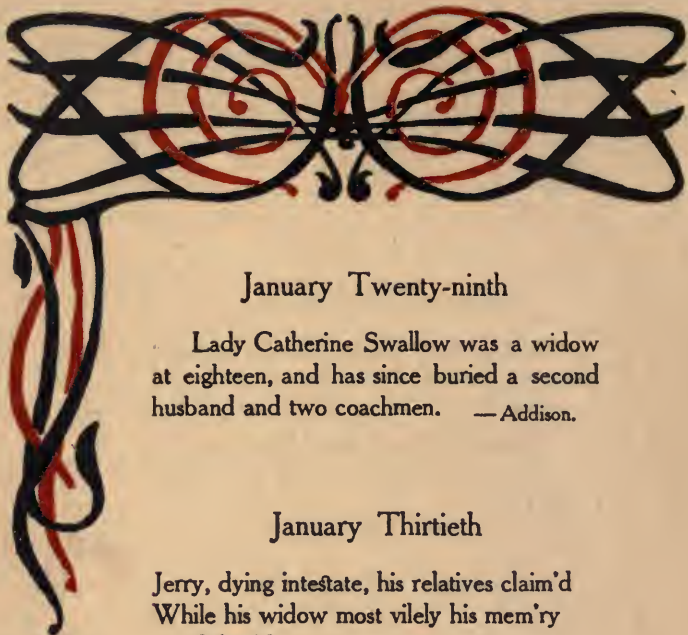 January Twenty-ninth
Lady Catherine Swallow was a widow
at eighteen, and has since buried a second
husband and two coachmen. —Addison.
January Thirtieth
Jerry, dying intestate, his relatives claim'd
While his widow most vilely his mem'ry